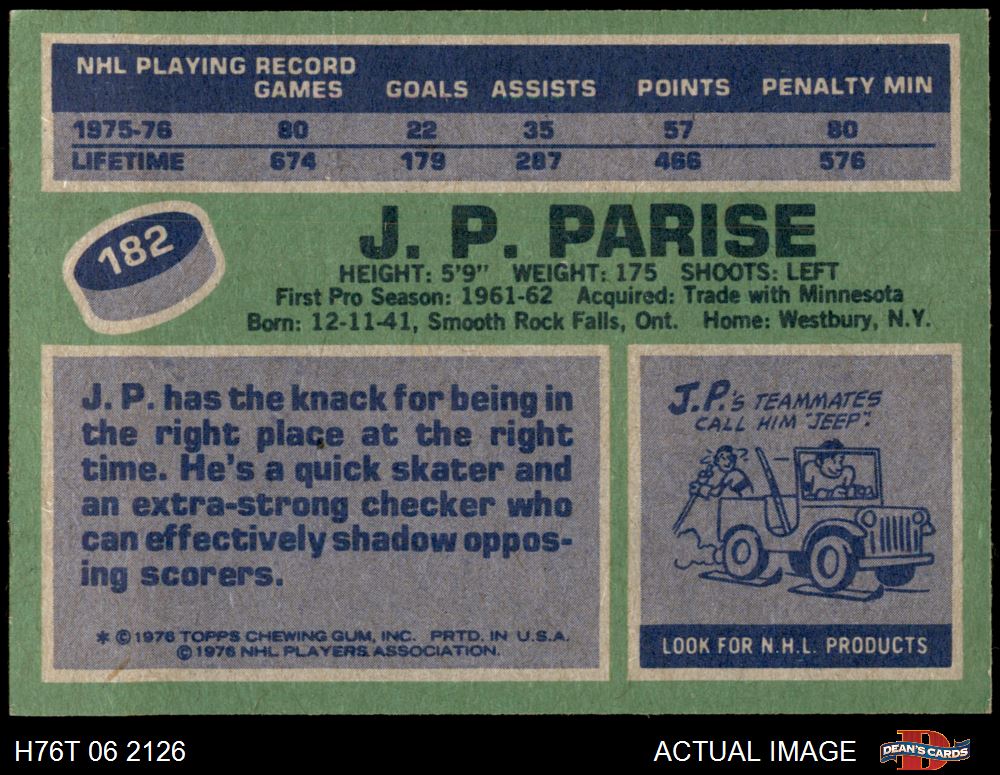 NHL PLAYING RECORD
GAMES GOALS ASSISTS POINTS PENALTY MIN
1975-76 80 22 35 57 80
LIFETIME 674 179 287 466 576
182
J. P. PARISE
HEIGHT: 5'9" WEIGHT: 175 SHOOTS: LEFT
First Pro Season: 1961-62 Acquired: Trade with Minnesota
Born: 12-11-41, Smooth Rock Falls, Ont. Home: Westbury, N.Y.
J. P. has the knack for being in
the right place at the right
time. He's a quick skater and
an extra-strong checker who
can effectively shadow oppos-
ing scorers.
* © 1976 TOPPS CHEWING GUM, INC. PRTD. IN U.S.A.
© 1976 NHL PLAYERS ASSOCIATION.
J.P.'s TEAMMATES
CALL HIM "JEEP".
LOOK FOR N.H.L. PRODUCTS
H76T 06 2126
ACTUAL IMAGE
D
DEAN'S CARDS